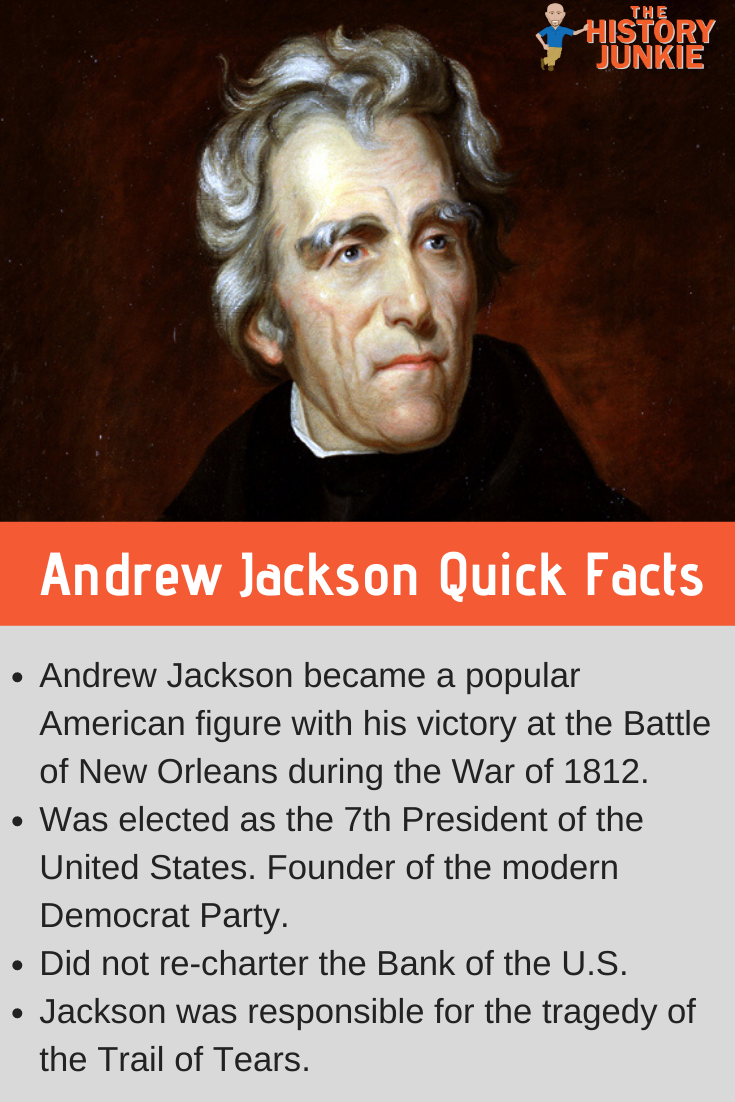 THE
HISTORY
JUNKIE
Andrew Jackson Quick Facts
• Andrew Jackson became a popular
American figure with his victory at the Battle
of New Orleans during the War of 1812.
• Was elected as the 7th President of the
United States. Founder of the modern
Democrat Party.
• Did not re-charter the Bank of the U.S.
• Jackson was responsible for the tragedy of
the Trail of Tears.